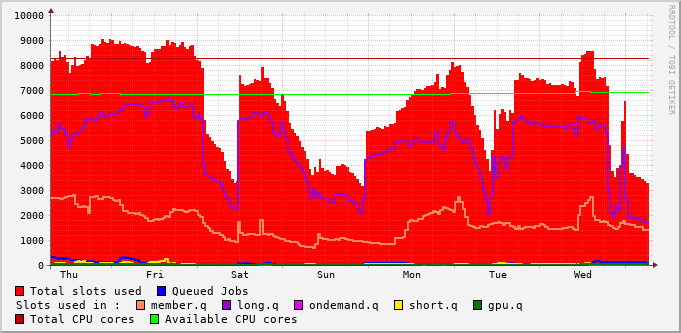 10000
9000
8000
7000
6000
5000
4000
3000
2000
1000
0
Thu Fri Sat Sun Mon Tue Wed
RRDTOOL / TOBI OETIKER
Total slots used Queued Jobs
Slots used in : member.q long.q ondemand.q short.q gpu.q
Total CPU cores Available CPU cores